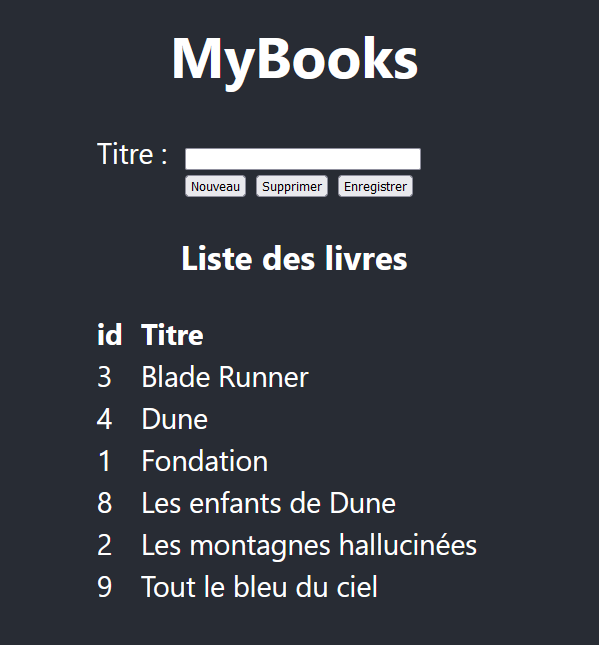 MyBooks
Titre :
Nouveau Supprimer Enregistrer
Liste des livres
id Titre
3 Blade Runner
4 Dune
1 Fondation
8 Les enfants de Dune
2 Les montagnes hallucinées
9 Tout le bleu du ciel